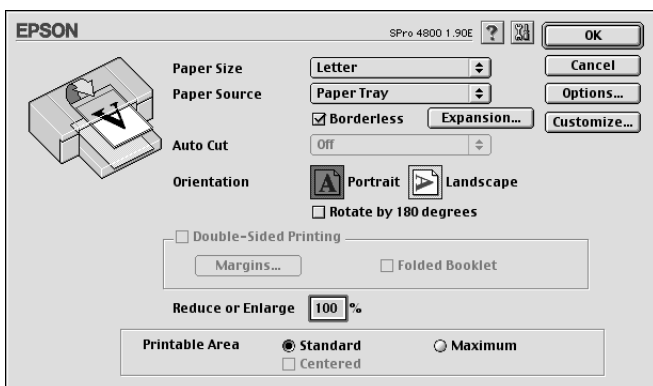 EPSON SPro 4800 1.90E ? OK
Paper Size Letter Cancel
Paper Source Paper Tray Options...
Borderless Expansion... Customize...
Auto Cut Off
Orientation A Portrait A Landscape
Rotate by 180 degrees
Double-Sided Printing
Margins... Folded Booklet
Reduce or Enlarge 100 %
Printable Area Standard Maximum
Centered